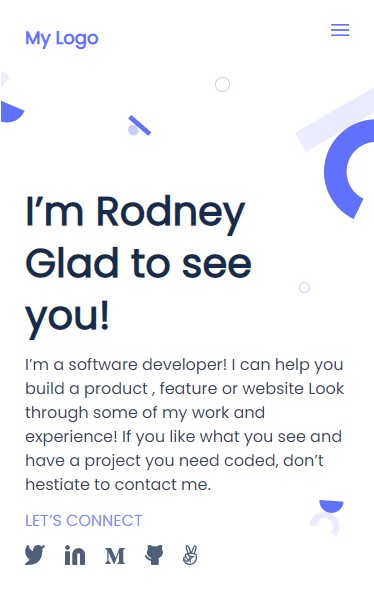 My Logo
I’m Rodney
Glad to see
you!
I’m a software developer! I can help you
build a product , feature or website Look
through some of my work and
experience! If you like what you see and
have a project you need coded, don’t
hestiate to contact me.
LET’S CONNECT